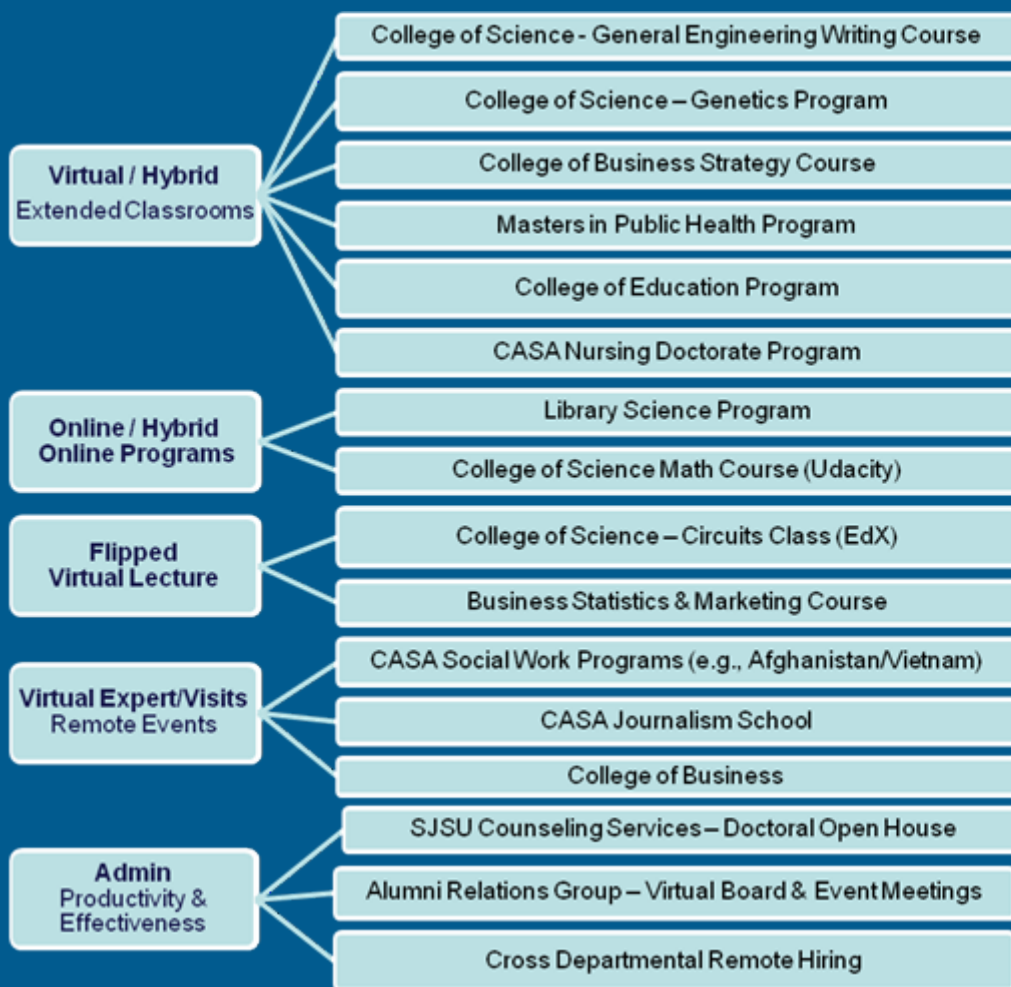 Virtual / Hybrid
Extended Classrooms
College of Science - General Engineering Writing Course
College of Science – Genetics Program
College of Business Strategy Course
Masters in Public Health Program
College of Education Program
CASA Nursing Doctorate Program
Online / Hybrid
Online Programs
Library Science Program
College of Science Math Course (Udacity)
Flipped
Virtual Lecture
College of Science – Circuits Class (EdX)
Business Statistics & Marketing Course
Virtual Expert/Visits
Remote Events
CASA Social Work Programs (e.g., Afghanistan/Vietnam)
CASA Journalism School
College of Business
Admin
Productivity &
Effectiveness
SJSU Counseling Services – Doctoral Open House
Alumni Relations Group – Virtual Board & Event Meetings
Cross Departmental Remote Hiring